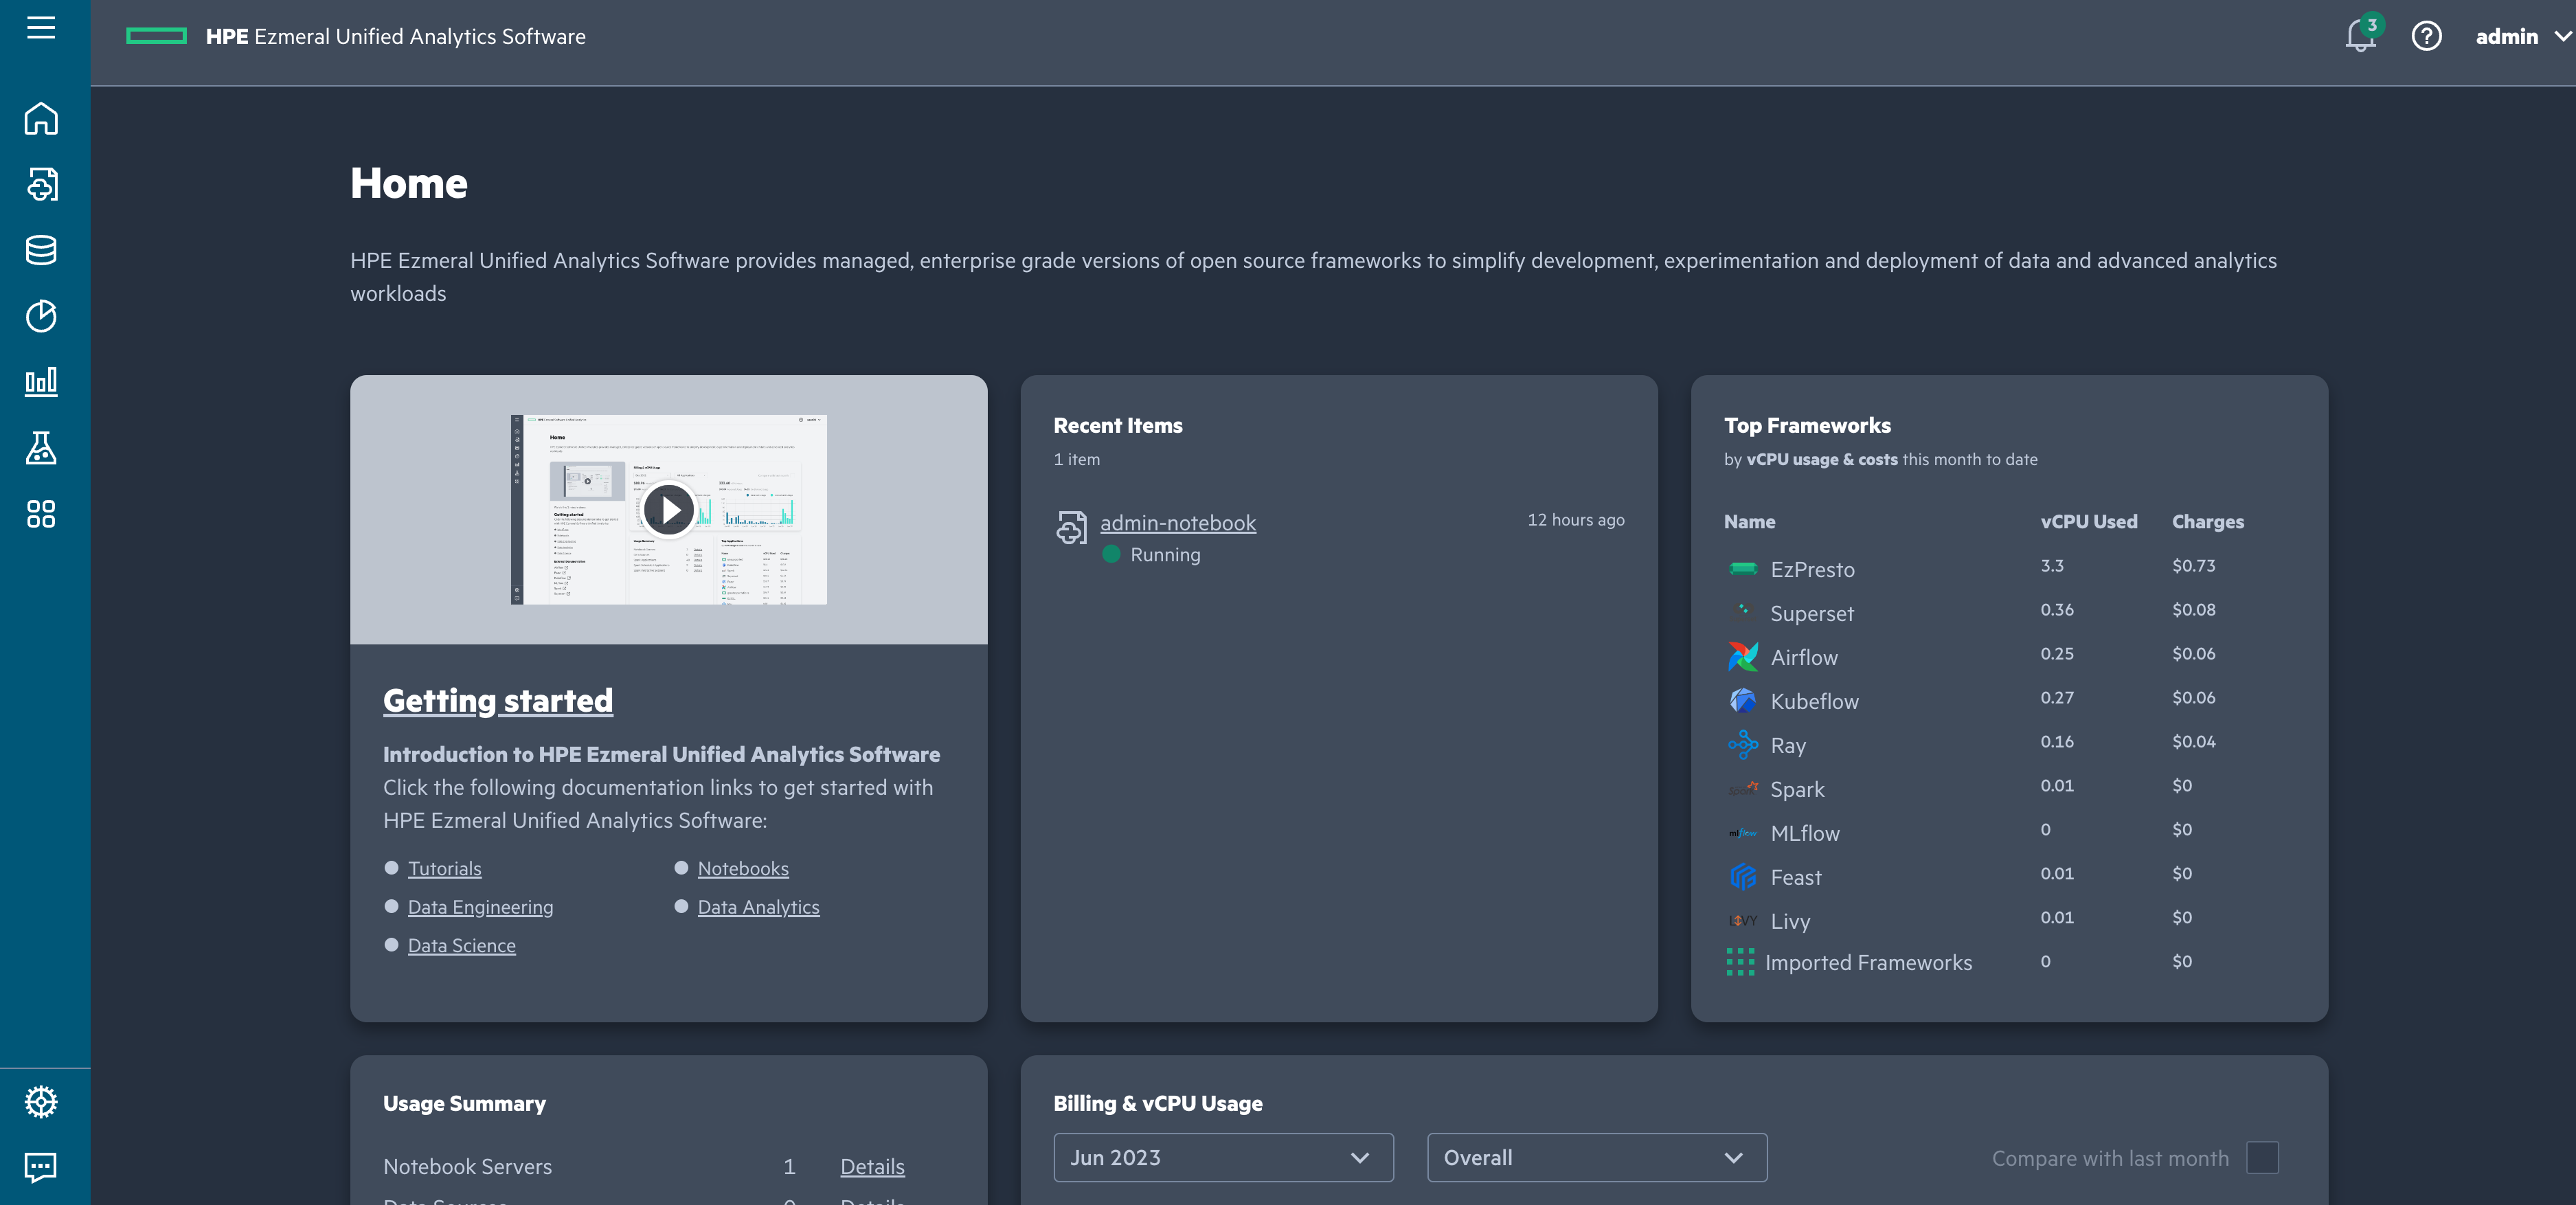 HPE Ezmeral Unified Analytics Software
3
admin
Home
HPE Ezmeral Unified Analytics Software provides managed, enterprise grade versions of open source frameworks to simplify development, experimentation and deployment of data and advanced analytics
workloads
Getting started
Introduction to HPE Ezmeral Unified Analytics Software
Click the following documentation links to get started with
HPE Ezmeral Unified Analytics Software:
Tutorials
Notebooks
Data Engineering
Data Analytics
Data Science
Recent Items
1 item
admin-notebook
12 hours ago
Running
Top Frameworks
by vCPU usage & costs this month to date
Name vCPU Used Charges
EzPresto 3.3 $0.73
Superset 0.36 $0.08
Airflow 0.25 $0.06
Kubeflow 0.27 $0.06
Ray 0.16 $0.04
Spark 0.01 $0
MLflow 0 $0
Feast 0.01 $0
Livy 0.01 $0
Imported Frameworks 0 $0
Usage Summary
Notebook Servers 1 Details
Billing & vCPU Usage
Jun 2023
Overall
Compare with last month